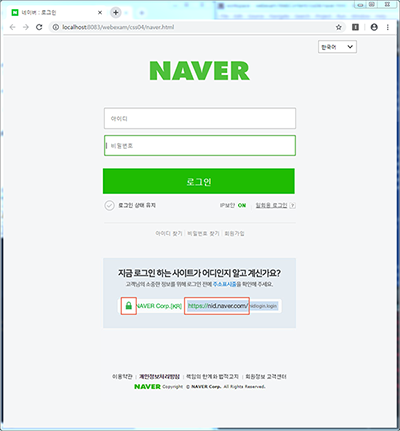 네이버 : 로그인
localhost:8083/webexam/css04/naver.html
한국어
NAVER
아이디
비밀번호
로그인
로그인 상태 유지 IP보안 ON 일회용 로그인 ?
아이디 찾기 | 비밀번호 찾기 | 회원가입
지금 로그인 하는 사이트가 어디인지 알고 계신가요?
고객님의 소중한 정보를 위해 로그인 전에 주소표시줄을 확인해 주세요.
NAVER Corp.[KR] https://nid.naver.com/nidlogin.login
이용약관 | 개인정보처리방침 | 책임의 한계와 법적고지 | 회원정보 고객센터
NAVER Copyright © NAVER Corp. All Rights Reserved.